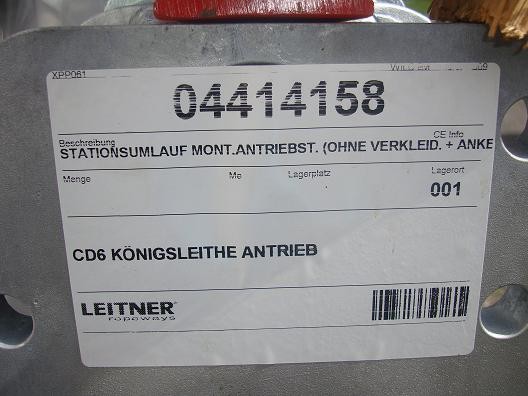 XPP061
04414158
Beschreibung CE Info
STATIONSUMLAUF MONT.ANTRIEBST. (OHNE VERKLEID. + ANKE
Menge Me Lagerplatz Lagerort
001
CD6 KÖNIGSLEITHE ANTRIEB
LEITNER
ropeways